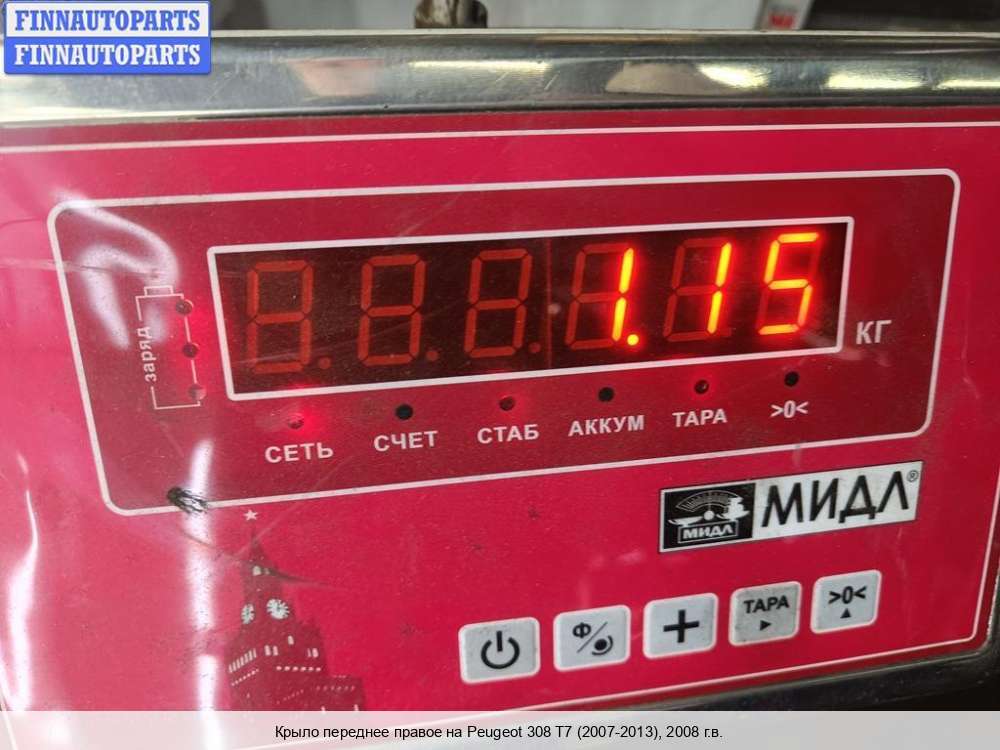 FINNAUTOPARTS
FINNAUTOPARTS
1.15
КГ
заряд
СЕТЬ СЧЕТ СТАБ АККУМ ТАРА >0<
МИДЛ МИДЛ®
Ф ТАРА >0<
Крыло переднее правое на Peugeot 308 T7 (2007-2013), 2008 г.в.